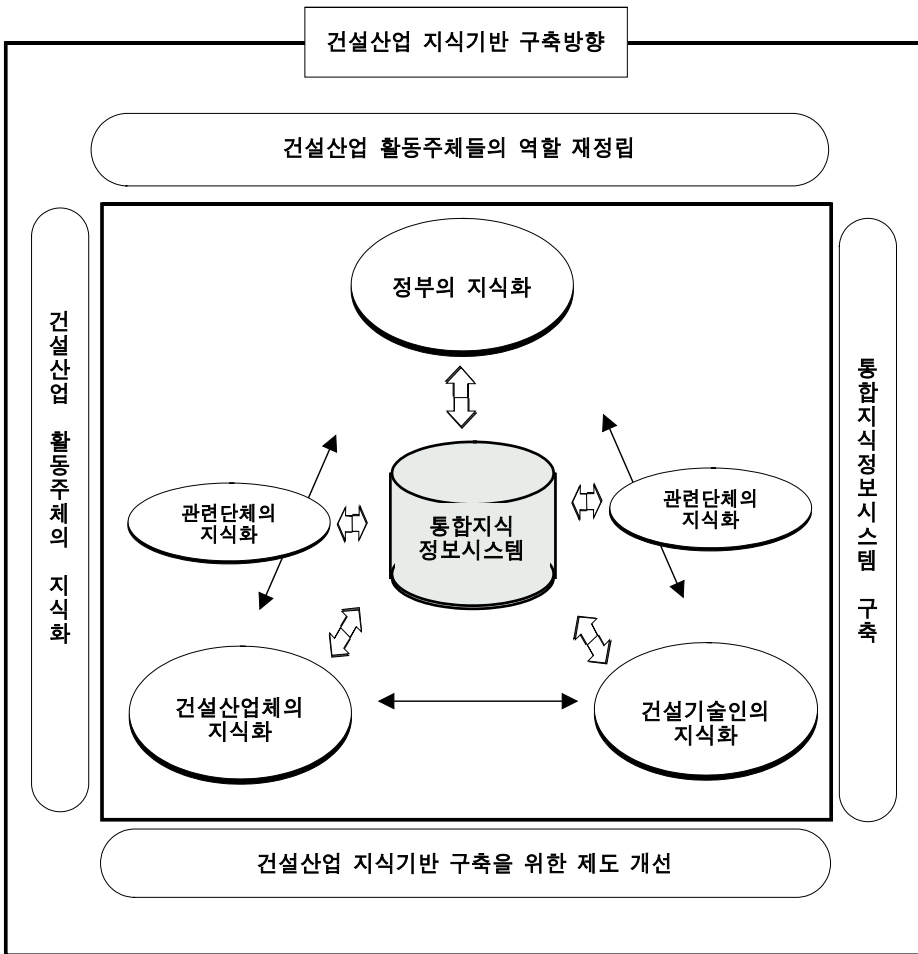 건설산업 지식기반 구축방향
건설산업 활동주체들의 역할 재정립
건설산업 활동주체의 지식화
정부의 지식화
통합지식정보시스템 구축
관련단체의
지식화
통합지식
정보시스템
관련단체의
지식화
건설산업체의
지식화
건설기술인의
지식화
건설산업 지식기반 구축을 위한 제도 개선